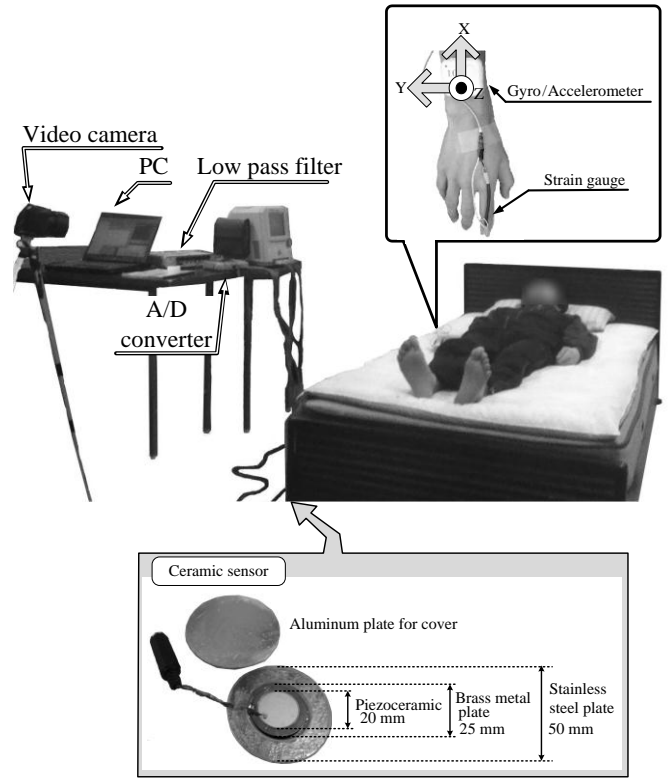 X
Y
Z
Gyro/Accelerometer
Strain gauge
Video camera
PC
Low pass filter
A/D
converter
Ceramic sensor
Aluminum plate for cover
Piezoceramic
20 mm
Brass metal
plate
25 mm
Stainless
steel plate
50 mm